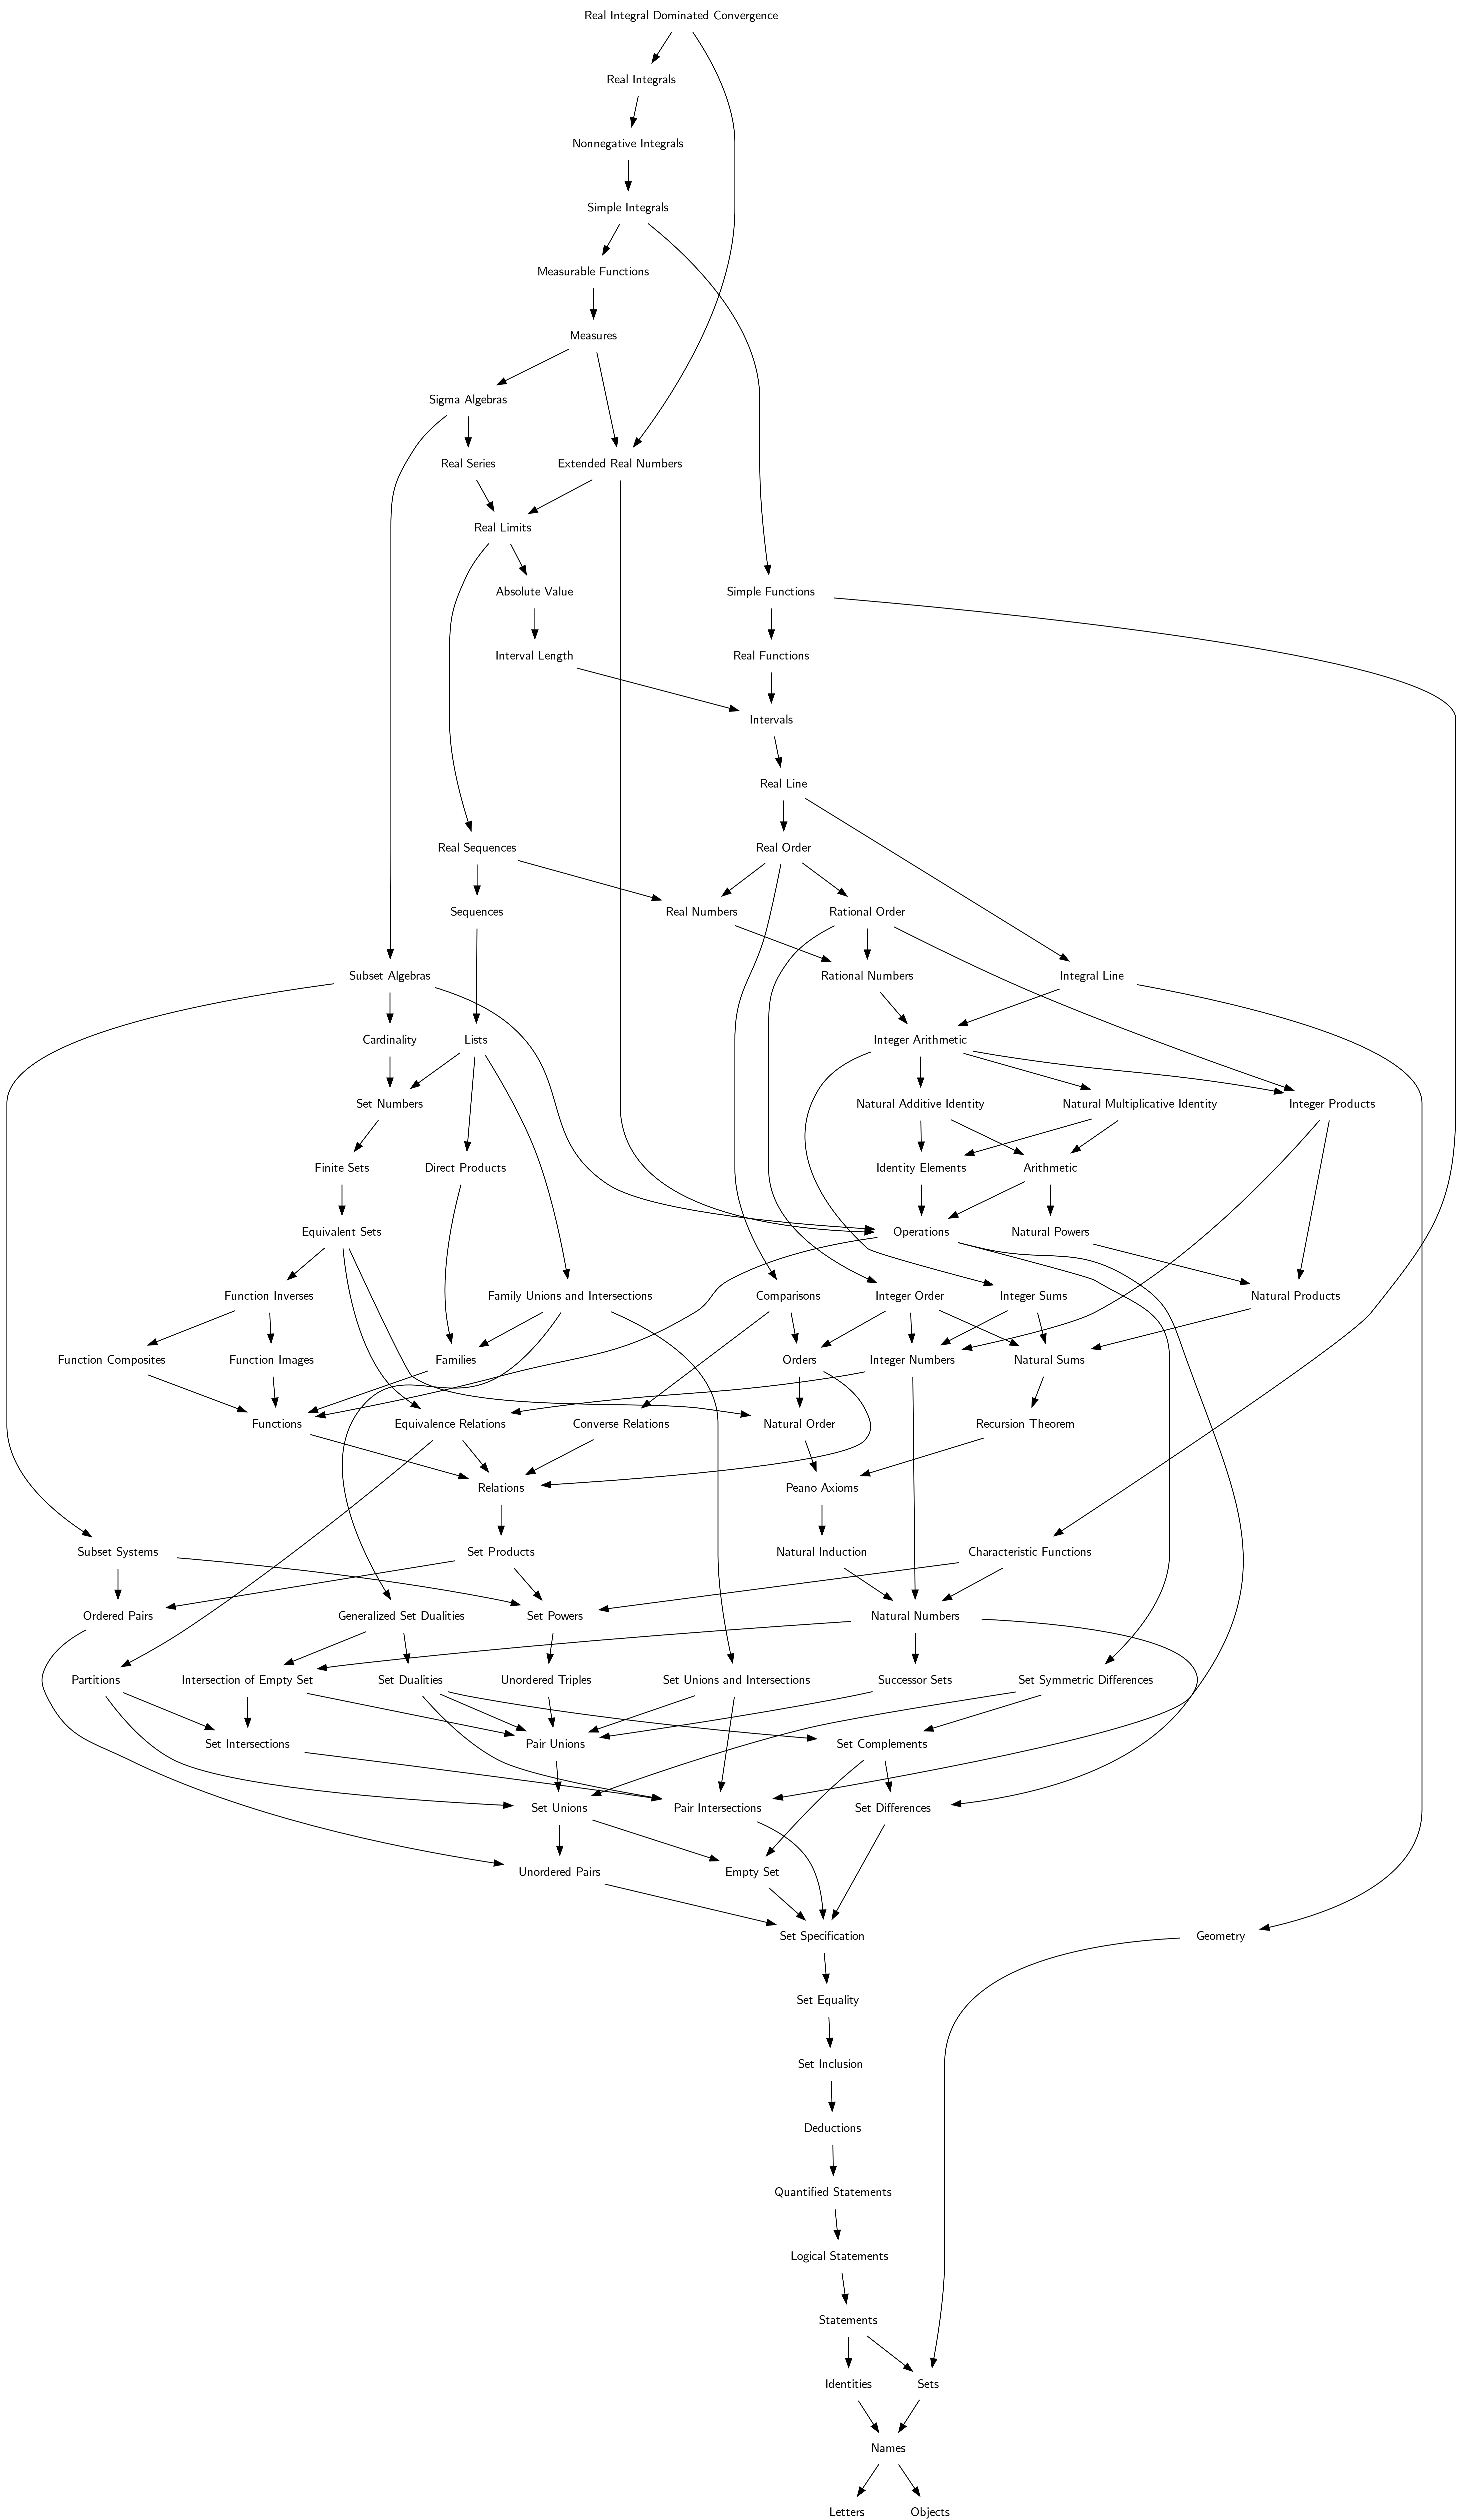 Real Integral Dominated Convergence
Real Integrals
Nonnegative Integrals
Simple Integrals
Measurable Functions
Measures
Sigma Algebras
Real Series
Extended Real Numbers
Real Limits
Absolute Value
Simple Functions
Interval Length
Real Functions
Intervals
Real Line
Real Sequences
Real Order
Sequences
Real Numbers
Rational Order
Subset Algebras
Rational Numbers
Integral Line
Cardinality
Lists
Integer Arithmetic
Set Numbers
Natural Additive Identity
Natural Multiplicative Identity
Integer Products
Finite Sets
Direct Products
Identity Elements
Arithmetic
Equivalent Sets
Operations
Natural Powers
Function Inverses
Family Unions and Intersections
Comparisons
Integer Order
Integer Sums
Natural Products
Function Composites
Function Images
Families
Orders
Integer Numbers
Natural Sums
Functions
Equivalence Relations
Converse Relations
Natural Order
Recursion Theorem
Relations
Peano Axioms
Subset Systems
Set Products
Natural Induction
Characteristic Functions
Ordered Pairs
Generalized Set Dualities
Set Powers
Natural Numbers
Partitions
Intersection of Empty Set
Set Dualities
Unordered Triples
Set Unions and Intersections
Successor Sets
Set Symmetric Differences
Set Intersections
Pair Unions
Set Complements
Set Unions
Pair Intersections
Set Differences
Unordered Pairs
Empty Set
Set Specification
Geometry
Set Equality
Set Inclusion
Deductions
Quantified Statements
Logical Statements
Statements
Identities
Sets
Names
Letters
Objects